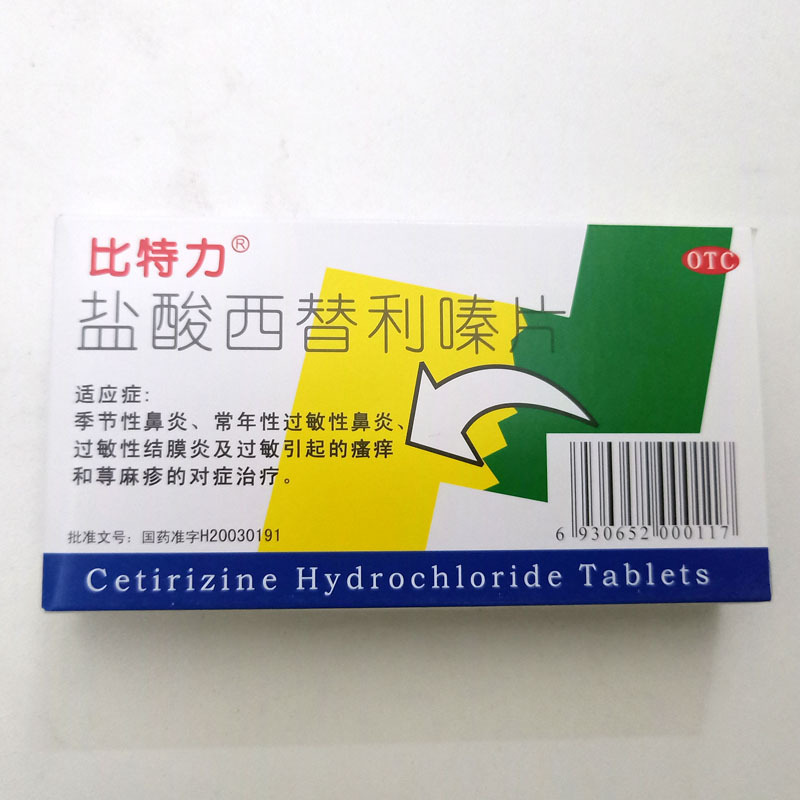 比特力®
OTC
盐酸西替利嗪片
适应症:
季节性鼻炎、常年性过敏性鼻炎、
过敏性结膜炎及过敏引起的瘙痒
和荨麻疹的对症治疗。
批准文号：国药准字H20030191
6 930652 000117
Cetirizine Hydrochloride Tablets